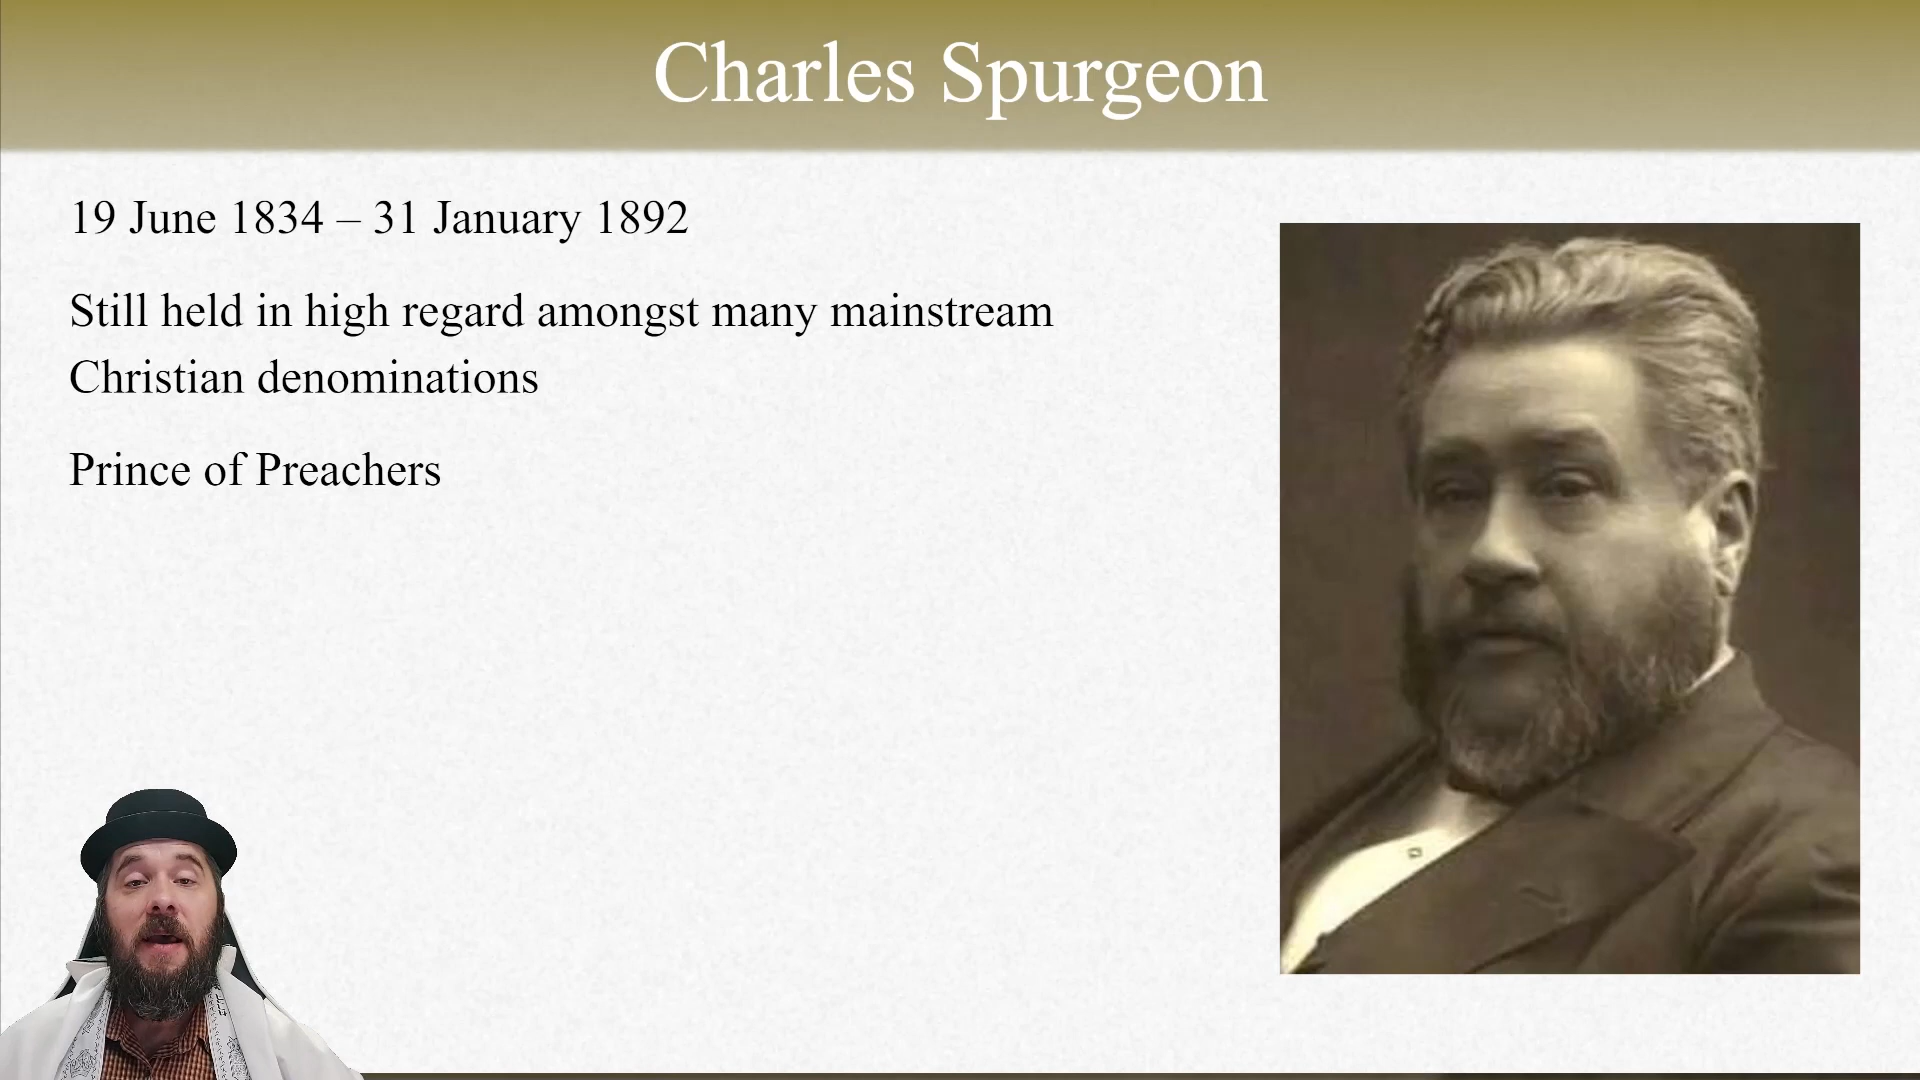 Charles Spurgeon
19 June 1834 – 31 January 1892
Still held in high regard amongst many mainstream
Christian denominations
Prince of Preachers